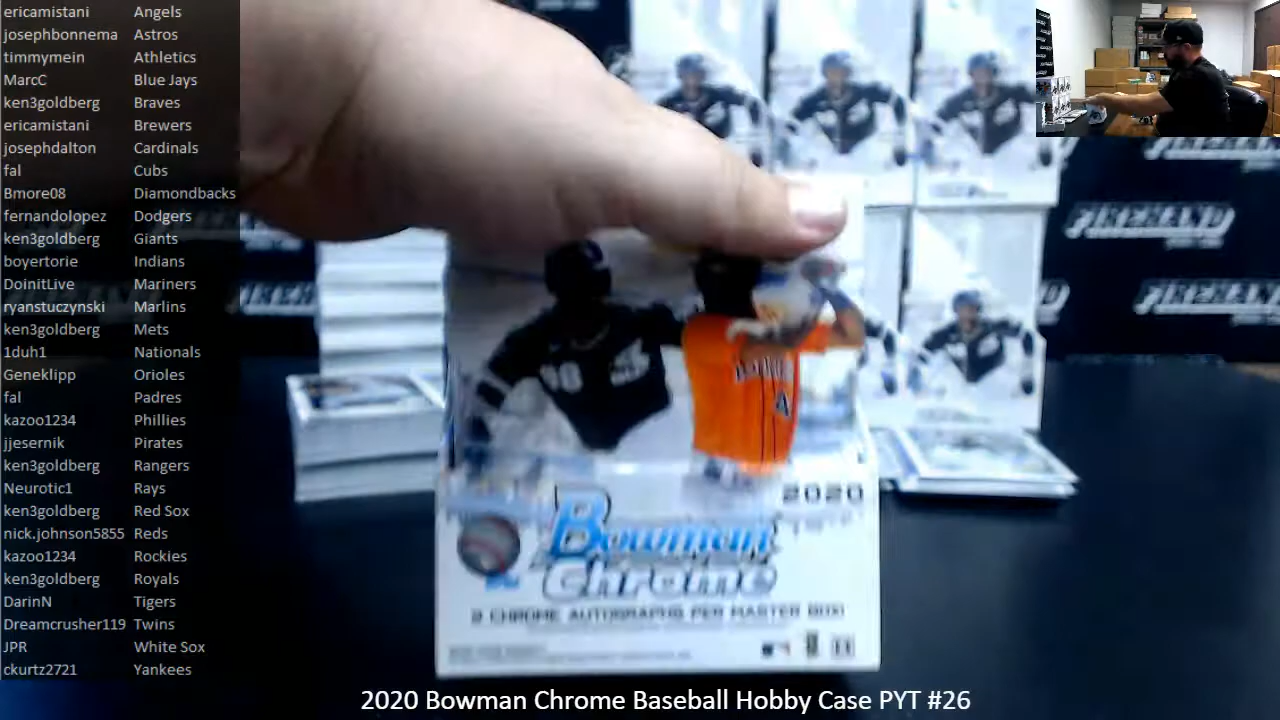 ericamistani Angels
josephbonnema Astros
timmymein Athletics
MarcC Blue Jays
ken3goldberg Braves
ericamistani Brewers
josephdalton Cardinals
fal Cubs
Bmore08 Diamondbacks
fernandolopez Dodgers
ken3goldberg Giants
boyertorie Indians
DoinitLive Mariners
ryanstuczynski Marlins
ken3goldberg Mets
1duh1 Nationals
Geneklipp Orioles
fal Padres
kazoo1234 Phillies
jjesernik Pirates
ken3goldberg Rangers
Neurotic1 Rays
ken3goldberg Red Sox
nick.johnson5855 Reds
kazoo1234 Rockies
ken3goldberg Royals
DarinN Tigers
Dreamcrusher119 Twins
JPR White Sox
ckurtz2721 Yankees
FIREHAND
FIREHAND
2020
Bowman
Chrome
2 CHROME AUTOGRAPHS PER MASTER BOX!
2020 Bowman Chrome Baseball Hobby Case PYT #26